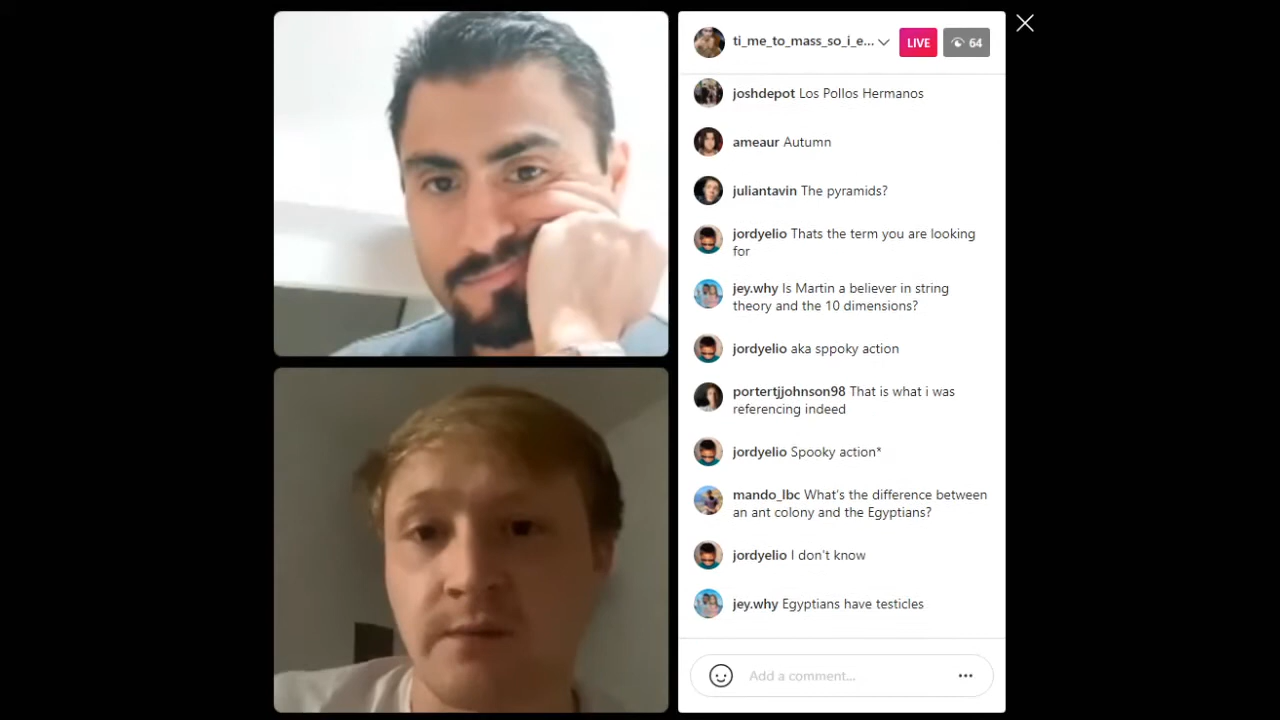 ti_me_to_mass_so_i_e...
LIVE
64
joshdepot Los Pollos Hermanos
ameaur Autumn
juliantavin The pyramids?
jordyelio Thats the term you are looking
for
jey.why Is Martin a believer in string
theory and the 10 dimensions?
jordyelio aka sppoky action
portertjjohnson98 That is what i was
referencing indeed
jordyelio Spooky action*
mando_lbc What's the difference between
an ant colony and the Egyptians?
jordyelio I don't know
jey.why Egyptians have testicles
Add a comment...